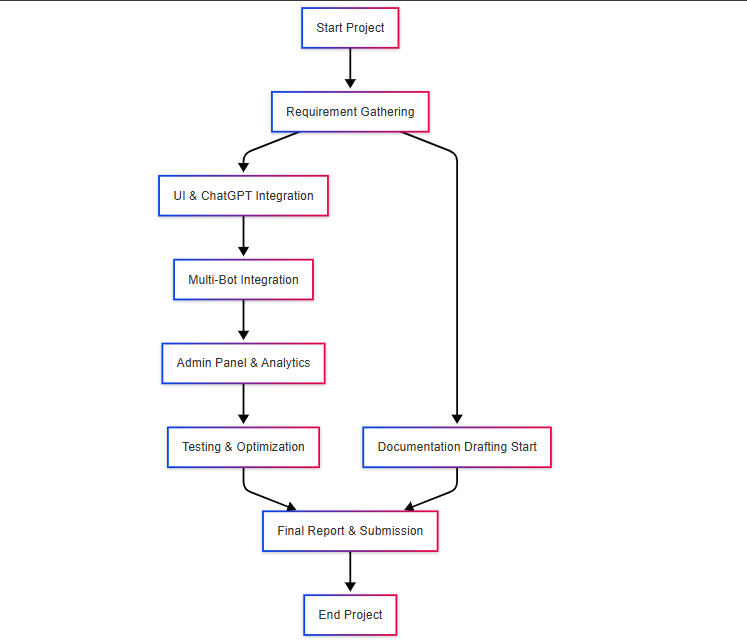 Start Project
Requirement Gathering
UI & ChatGPT Integration
Multi-Bot Integration
Admin Panel & Analytics
Testing & Optimization
Documentation Drafting Start
Final Report & Submission
End Project